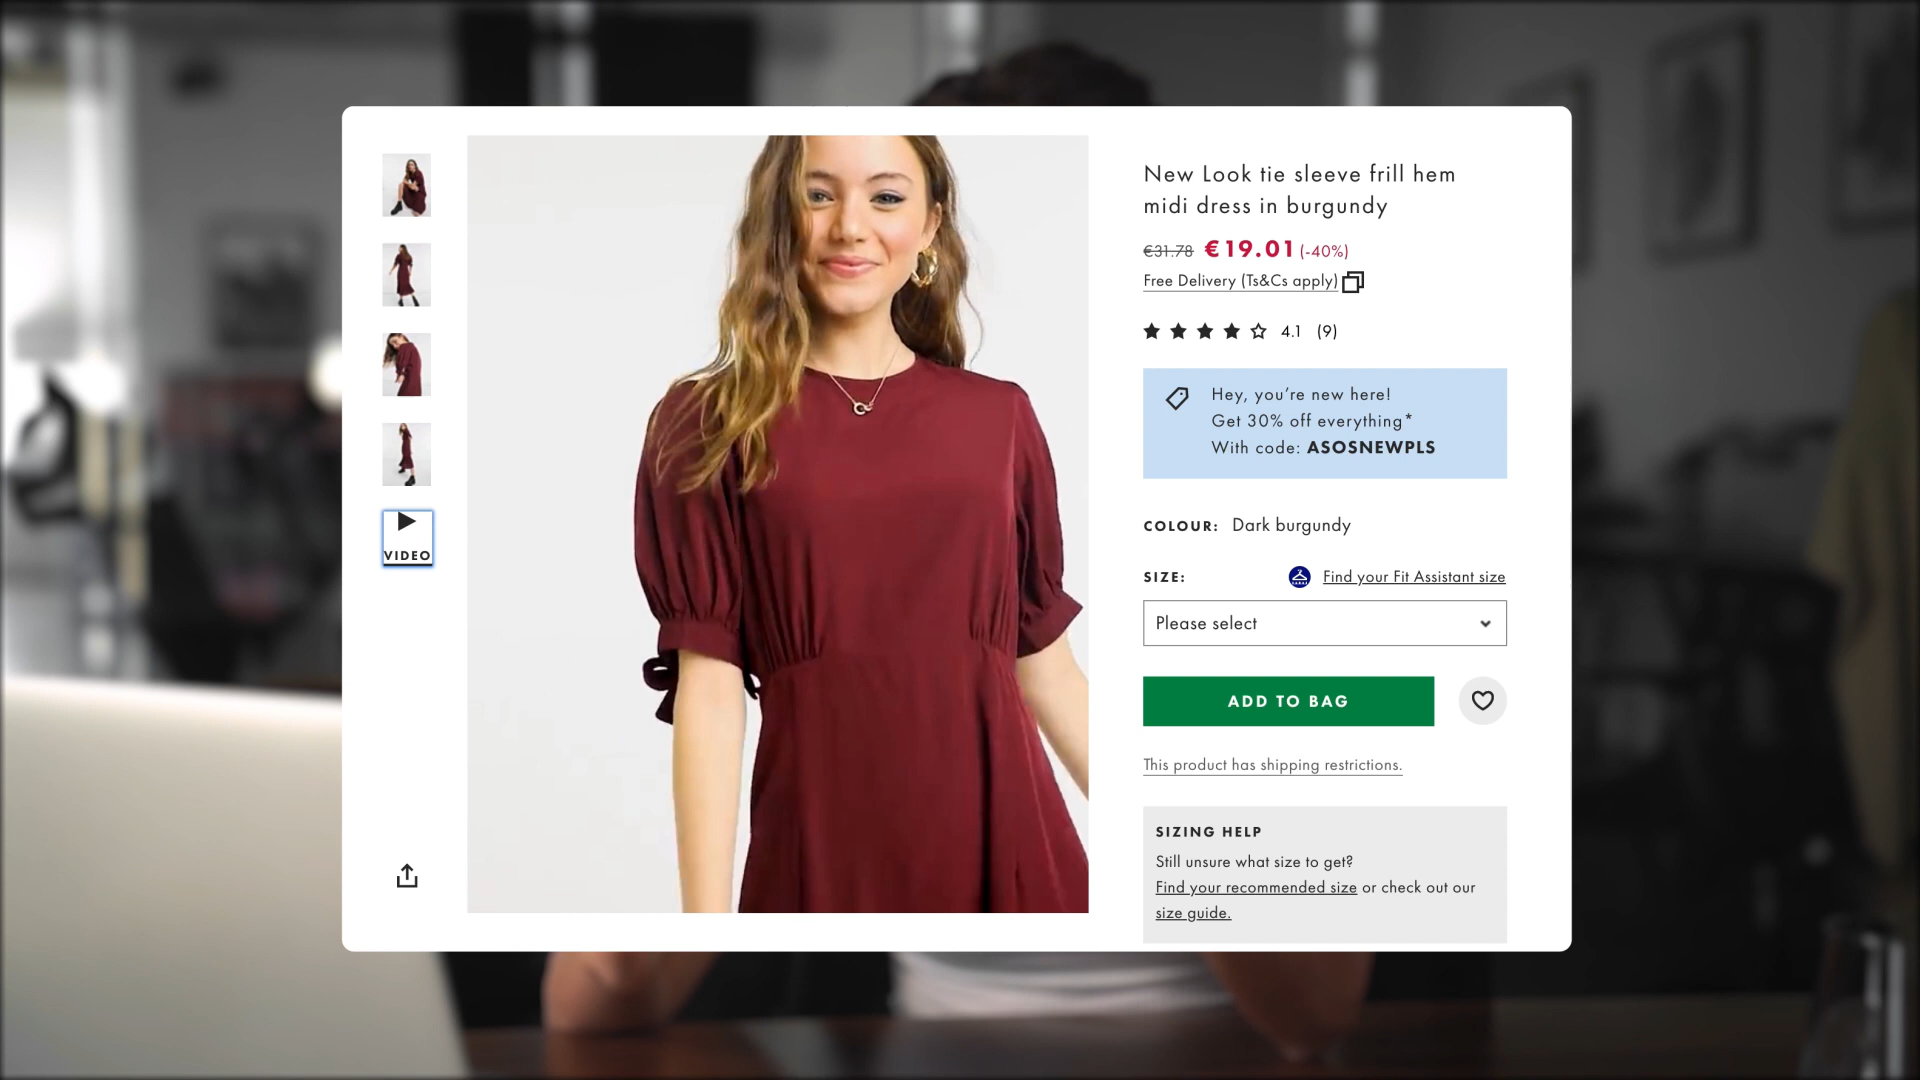 VIDEO
New Look tie sleeve frill hem
midi dress in burgundy
€31.78 €19.01 (-40%)
Free Delivery (Ts&Cs apply)
4.1 (9)
Hey, you’re new here!
Get 30% off everything*
With code: ASOSNEWPLS
COLOUR: Dark burgundy
SIZE: Find your Fit Assistant size
Please select
ADD TO BAG
This product has shipping restrictions.
SIZING HELP
Still unsure what size to get?
Find your recommended size or check out our
size guide.